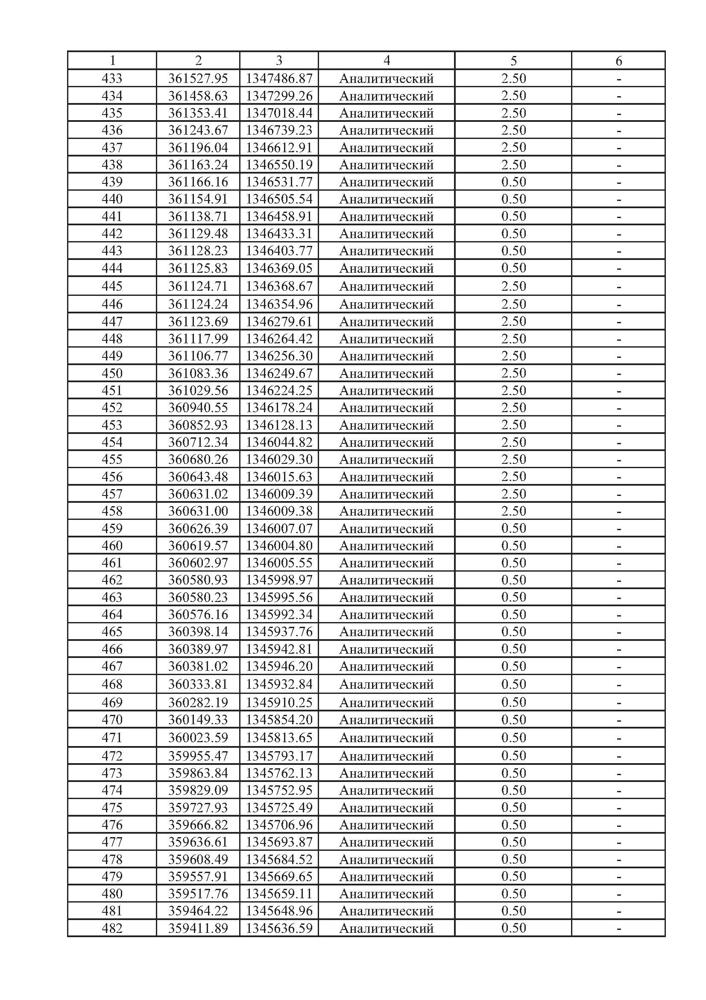 1 2 3 4 5 6
433 361527.95 1347486.87 Аналитический 2.50 -
434 361458.63 1347299.26 Аналитический 2.50 -
435 361353.41 1347018.44 Аналитический 2.50 -
436 361243.67 1346739.23 Аналитический 2.50 -
437 361196.04 1346612.91 Аналитический 2.50 -
438 361163.24 1346550.19 Аналитический 2.50 -
439 361166.16 1346531.77 Аналитический 0.50 -
440 361154.91 1346505.54 Аналитический 0.50 -
441 361138.71 1346458.91 Аналитический 0.50 -
442 361129.48 1346433.31 Аналитический 0.50 -
443 361128.23 1346403.77 Аналитический 0.50 -
444 361125.83 1346369.05 Аналитический 0.50 -
445 361124.71 1346368.67 Аналитический 2.50 -
446 361124.24 1346354.96 Аналитический 2.50 -
447 361123.69 1346279.61 Аналитический 2.50 -
448 361117.99 1346264.42 Аналитический 2.50 -
449 361106.77 1346256.30 Аналитический 2.50 -
450 361083.36 1346249.67 Аналитический 2.50 -
451 361029.56 1346224.25 Аналитический 2.50 -
452 360940.55 1346178.24 Аналитический 2.50 -
453 360852.93 1346128.13 Аналитический 2.50 -
454 360712.34 1346044.82 Аналитический 2.50 -
455 360680.26 1346029.30 Аналитический 2.50 -
456 360643.48 1346015.63 Аналитический 2.50 -
457 360631.02 1346009.39 Аналитический 2.50 -
458 360631.00 1346009.38 Аналитический 2.50 -
459 360626.39 1346007.07 Аналитический 0.50 -
460 360619.57 1346004.80 Аналитический 0.50 -
461 360602.97 1346005.55 Аналитический 0.50 -
462 360580.93 1345998.97 Аналитический 0.50 -
463 360580.23 1345995.56 Аналитический 0.50 -
464 360576.16 1345992.34 Аналитический 0.50 -
465 360398.14 1345937.76 Аналитический 0.50 -
466 360389.97 1345942.81 Аналитический 0.50 -
467 360381.02 1345946.20 Аналитический 0.50 -
468 360333.81 1345932.84 Аналитический 0.50 -
469 360282.19 1345910.25 Аналитический 0.50 -
470 360149.33 1345854.20 Аналитический 0.50 -
471 360023.59 1345813.65 Аналитический 0.50 -
472 359955.47 1345793.17 Аналитический 0.50 -
473 359863.84 1345762.13 Аналитический 0.50 -
474 359829.09 1345752.95 Аналитический 0.50 -
475 359727.93 1345725.49 Аналитический 0.50 -
476 359666.82 1345706.96 Аналитический 0.50 -
477 359636.61 1345693.87 Аналитический 0.50 -
478 359608.49 1345684.52 Аналитический 0.50 -
479 359557.91 1345669.65 Аналитический 0.50 -
480 359517.76 1345659.11 Аналитический 0.50 -
481 359464.22 1345648.96 Аналитический 0.50 -
482 359411.89 1345636.59 Аналитический 0.50 -